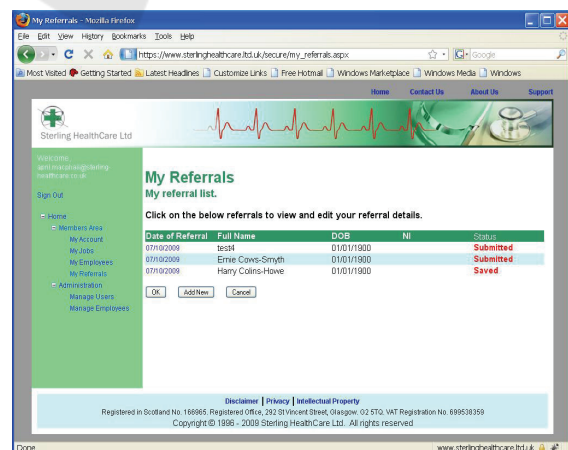 My Referrals - Mozilla Firefox
File Edit View History Bookmarks Tools Help
https://www.sterlinghealthcare.ltd.uk/secure/my_referrals.aspx
Google
Most Visited Getting Started Latest Headlines Customize Links Free Hotmail Windows Marketplace Windows Media Windows
Home Contact Us About Us Support
Sterling HealthCare Ltd
Welcome
Sign Out
Home
Members Area
My Account
My Jobs
My Employees
My Referrals
Administration
Manage Users
Manage Employees
My Referrals
My referral list.
Click on the below referrals to view and edit your referral details.
Date of Referral Full Name DOB NI Status
07/10/2009 test4 01/01/1900 Submitted
07/10/2009 Ernie Cows-Smyth 01/01/1900 Submitted
07/10/2009 Harry Colins-Howe 01/01/1900 Saved
OK Add New Cancel
Disclaimer | Privacy | Intellectual Property
Registered in Scotland No. 166965. Registered Office, 292 St Vincent Street, Glasgow. G2 5TQ. VAT Registration No. 699538359
Copyright © 1996 - 2009 Sterling HealthCare Ltd. All rights reserved
Done www.sterlinghealthcare.ltd.uk